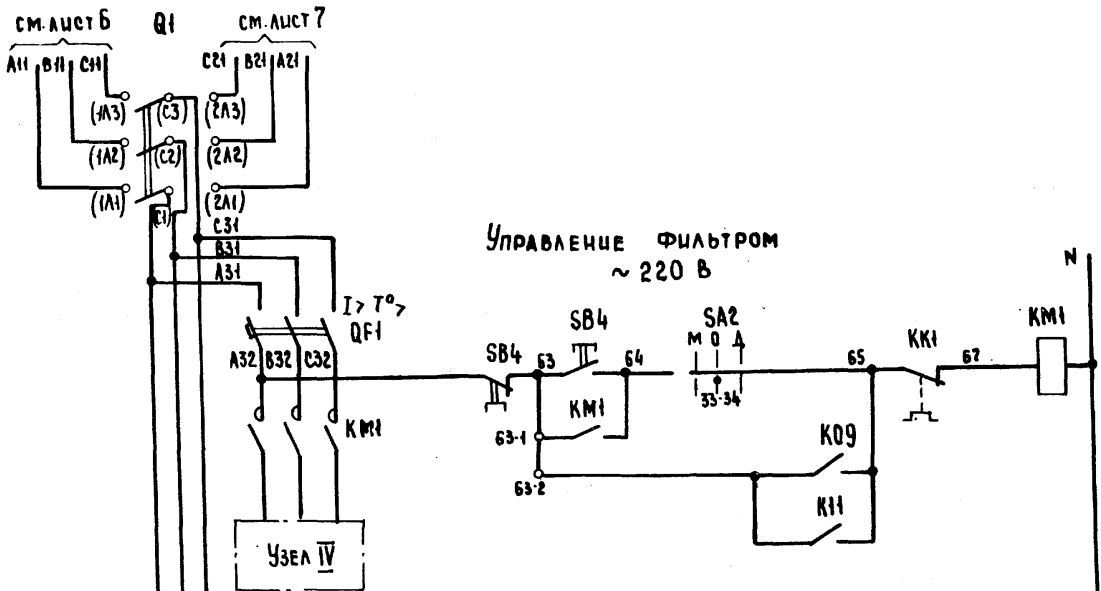 см. лист 6
Q1
см. лист 7
A11 B11 C11
C21 B21 A21
(1A3) (C3) (2A3)
(1A2) (C2) (2A2)
(1A1) (C1) (2A1)
C31
B31
A31
Управление фильтром
~ 220 В
N
I> T°>
QF1
SB4
SA2
KM1
М О Д
KK1
A32 B32 C32
SB4
63
64
65
67
33-34
KM1
KM1
63-1
K09
63-2
K11
Узел IV